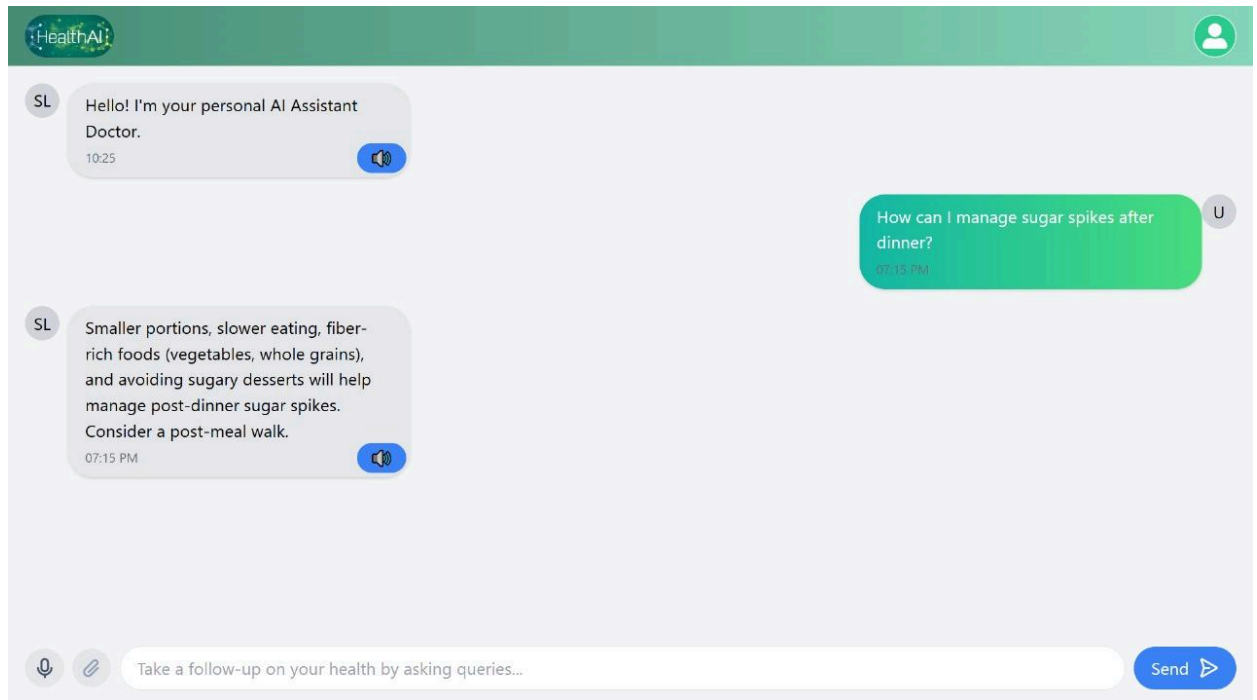 HealthAI
SL
Hello! I'm your personal AI Assistant
Doctor.
10:25
How can I manage sugar spikes after
dinner?
07:15 PM
U
SL
Smaller portions, slower eating, fiber-
rich foods (vegetables, whole grains),
and avoiding sugary desserts will help
manage post-dinner sugar spikes.
Consider a post-meal walk.
07:15 PM
Take a follow-up on your health by asking queries...
Send